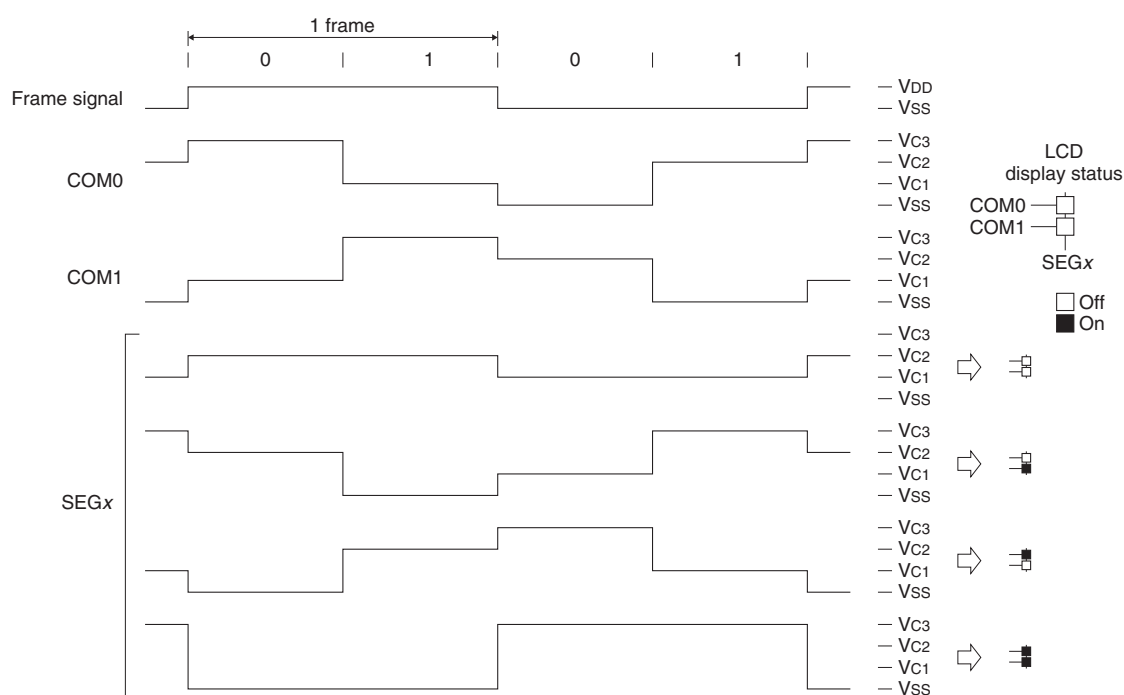 1 frame
0 1 0 1
Frame signal
VDD
VSS
COM0
VC3
VC2
VC1
VSS
COM1
VC3
VC2
VC1
VSS
LCD
display status
COM0
COM1
SEGx
Off
On
SEGx
VC3
VC2
VC1
VSS
VC3
VC2
VC1
VSS
VC3
VC2
VC1
VSS
VC3
VC2
VC1
VSS